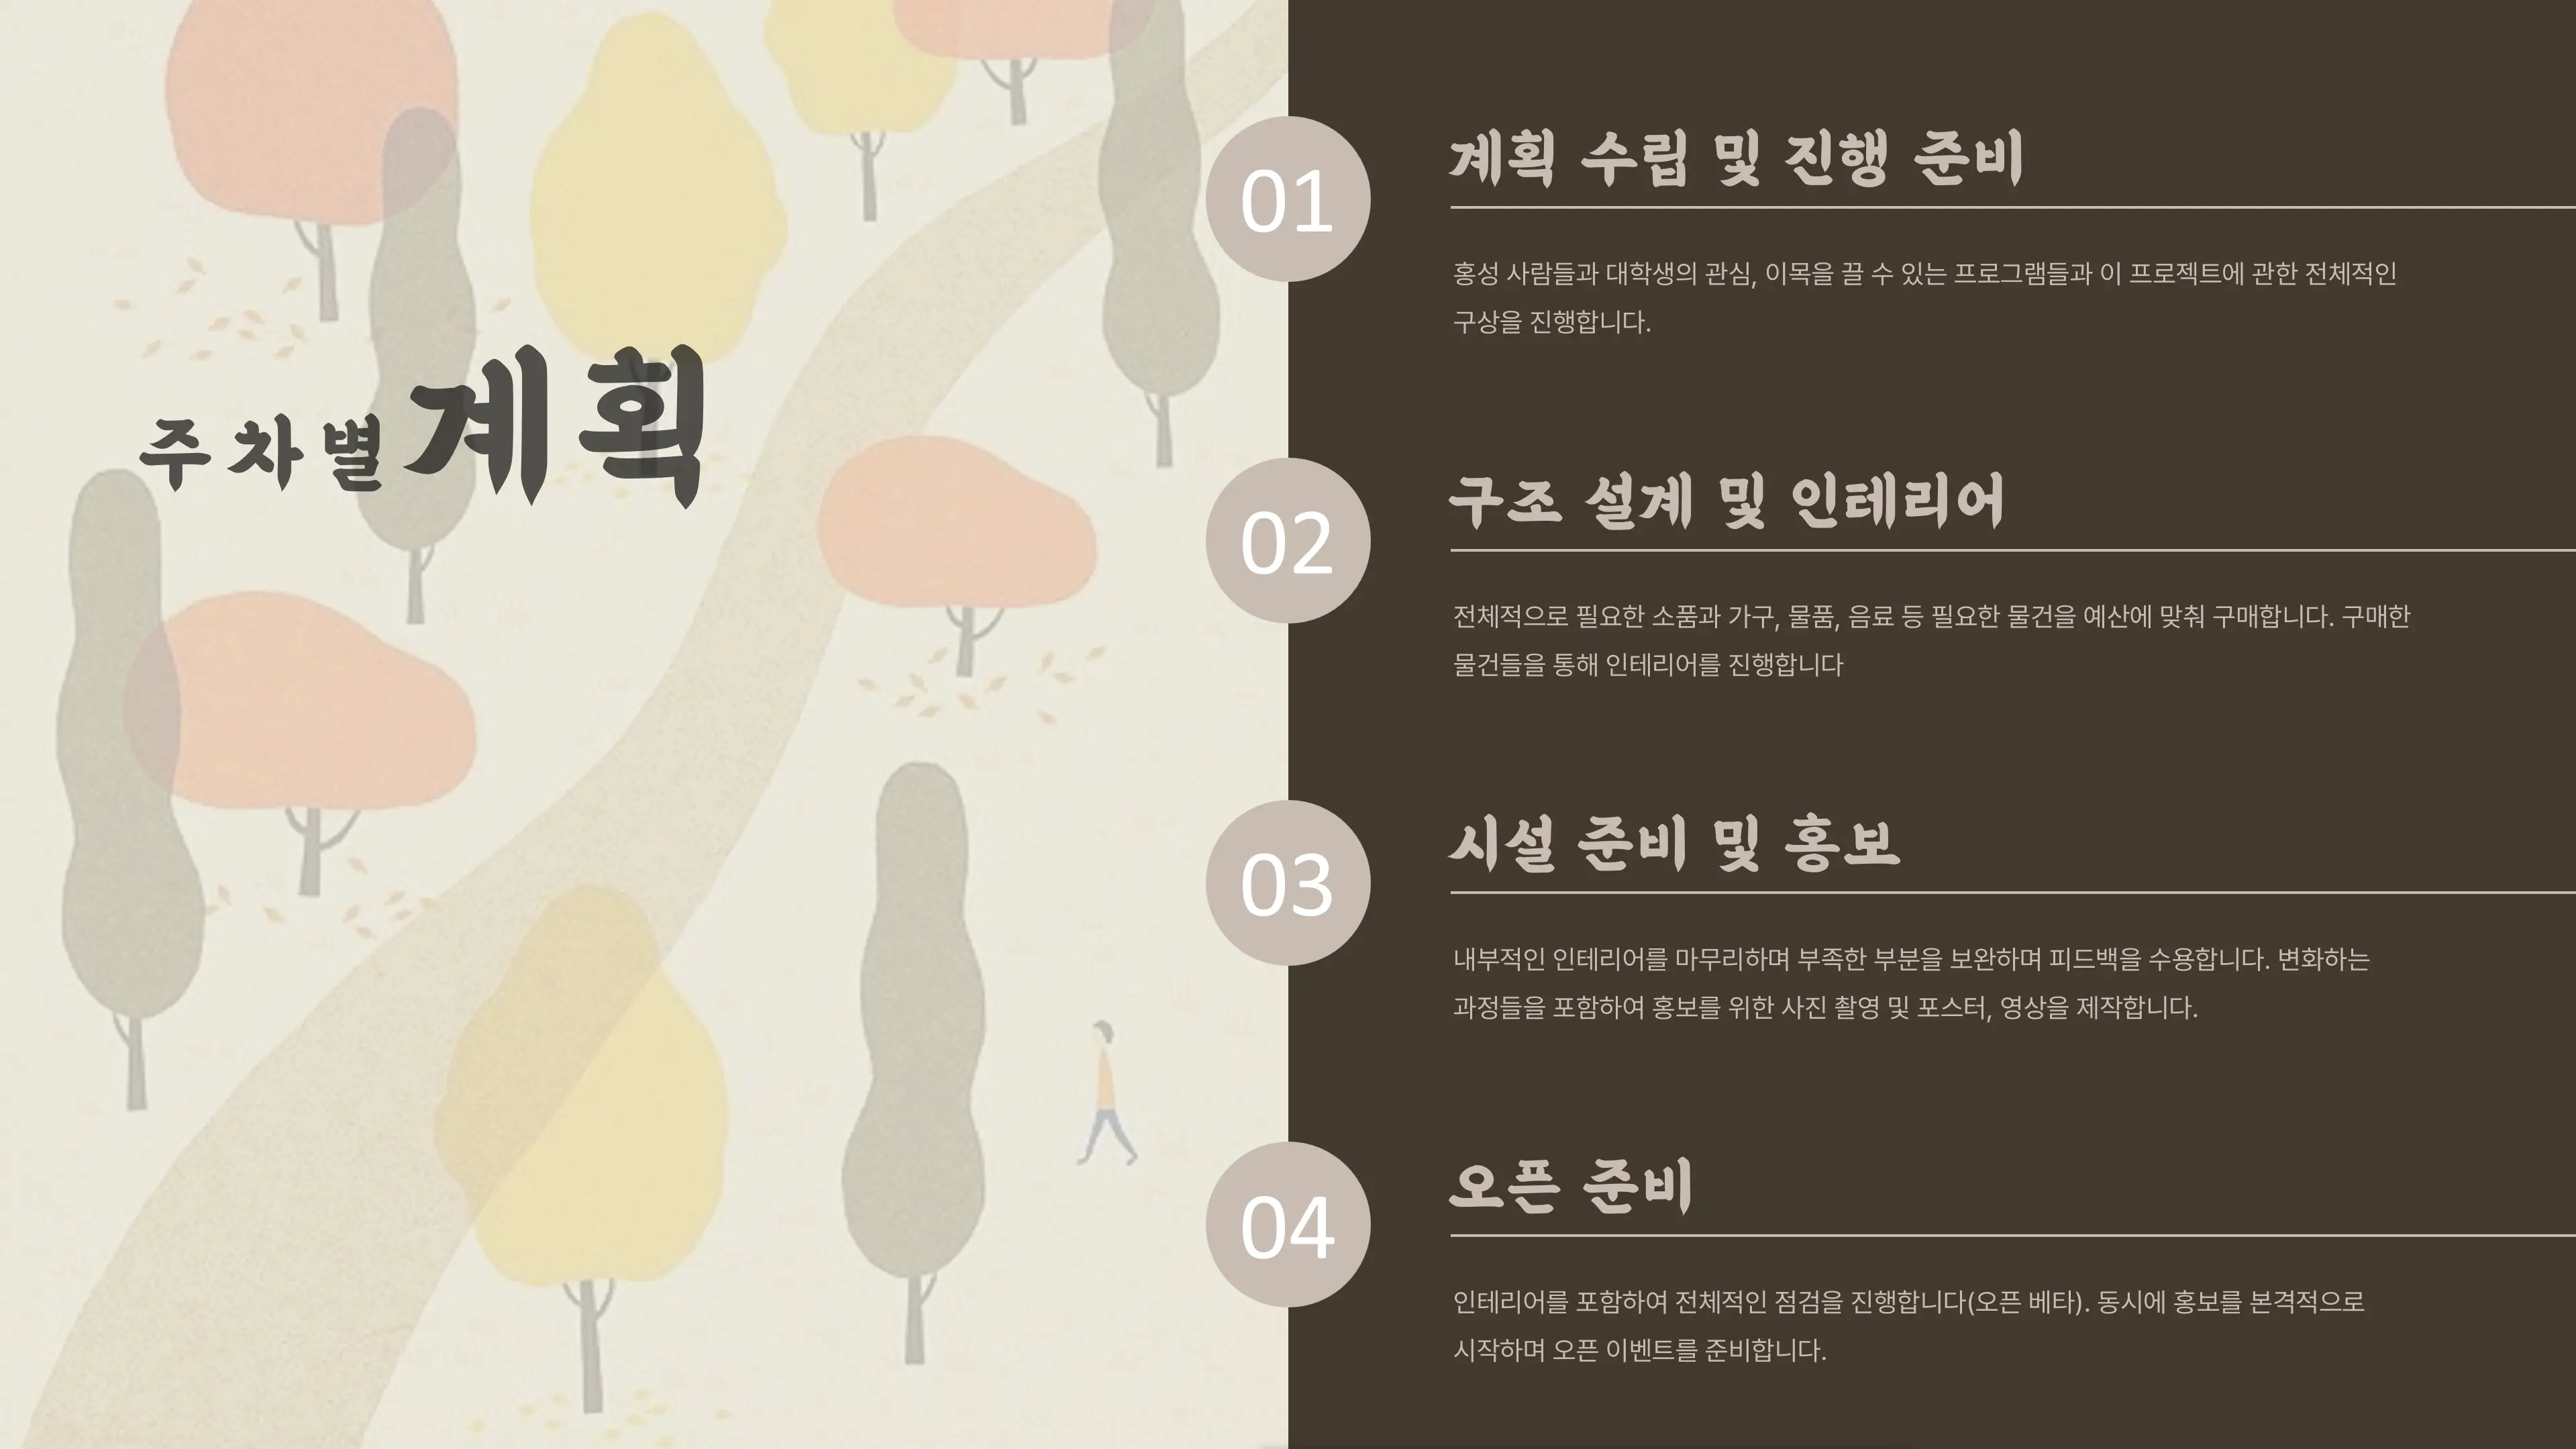 주차별 계획
01
계획 수립 및 진행 준비
홍성 사람들과 대학생의 관심, 이목을 끌 수 있는 프로그램들과 이 프로젝트에 관한 전체적인
구상을 진행합니다.
02
구조 설계 및 인테리어
전체적으로 필요한 소품과 가구, 물품, 음료 등 필요한 물건을 예산에 맞춰 구매합니다. 구매한
물건들을 통해 인테리어를 진행합니다
03
시설 준비 및 홍보
내부적인 인테리어를 마무리하며 부족한 부분을 보완하며 피드백을 수용합니다. 변화하는
과정들을 포함하여 홍보를 위한 사진 촬영 및 포스터, 영상을 제작합니다.
04
오픈 준비
인테리어를 포함하여 전체적인 점검을 진행합니다(오픈 베타). 동시에 홍보를 본격적으로
시작하며 오픈 이벤트를 준비합니다.